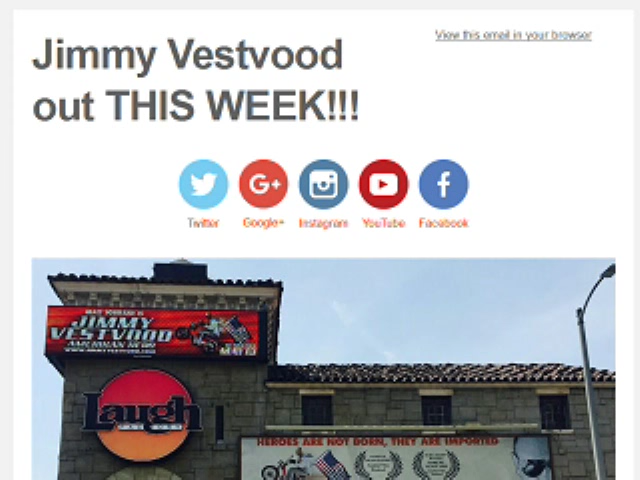 Jimmy Vestvood
out THIS WEEK!!!
View this email in your browser
Twitter
Google+
Instagram
YouTube
Facebook
JIMMY
VESTVOOD
AMERIKAN HERO
Laugh
HEROES ARE NOT BORN, THEY ARE IMPORTED